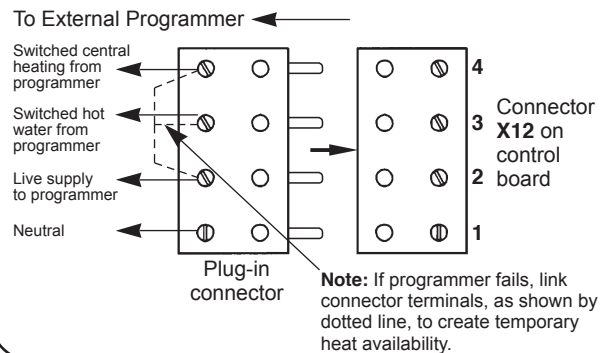 To External Programmer
Switched central
heating from
programmer
4
Switched hot
water from
programmer
3
Connector
X12 on
control
board
Live supply
to programmer
2
Neutral
1
Plug-in
connector
Note: If programmer fails, link
connector terminals, as shown by
dotted line, to create temporary
heat availability.